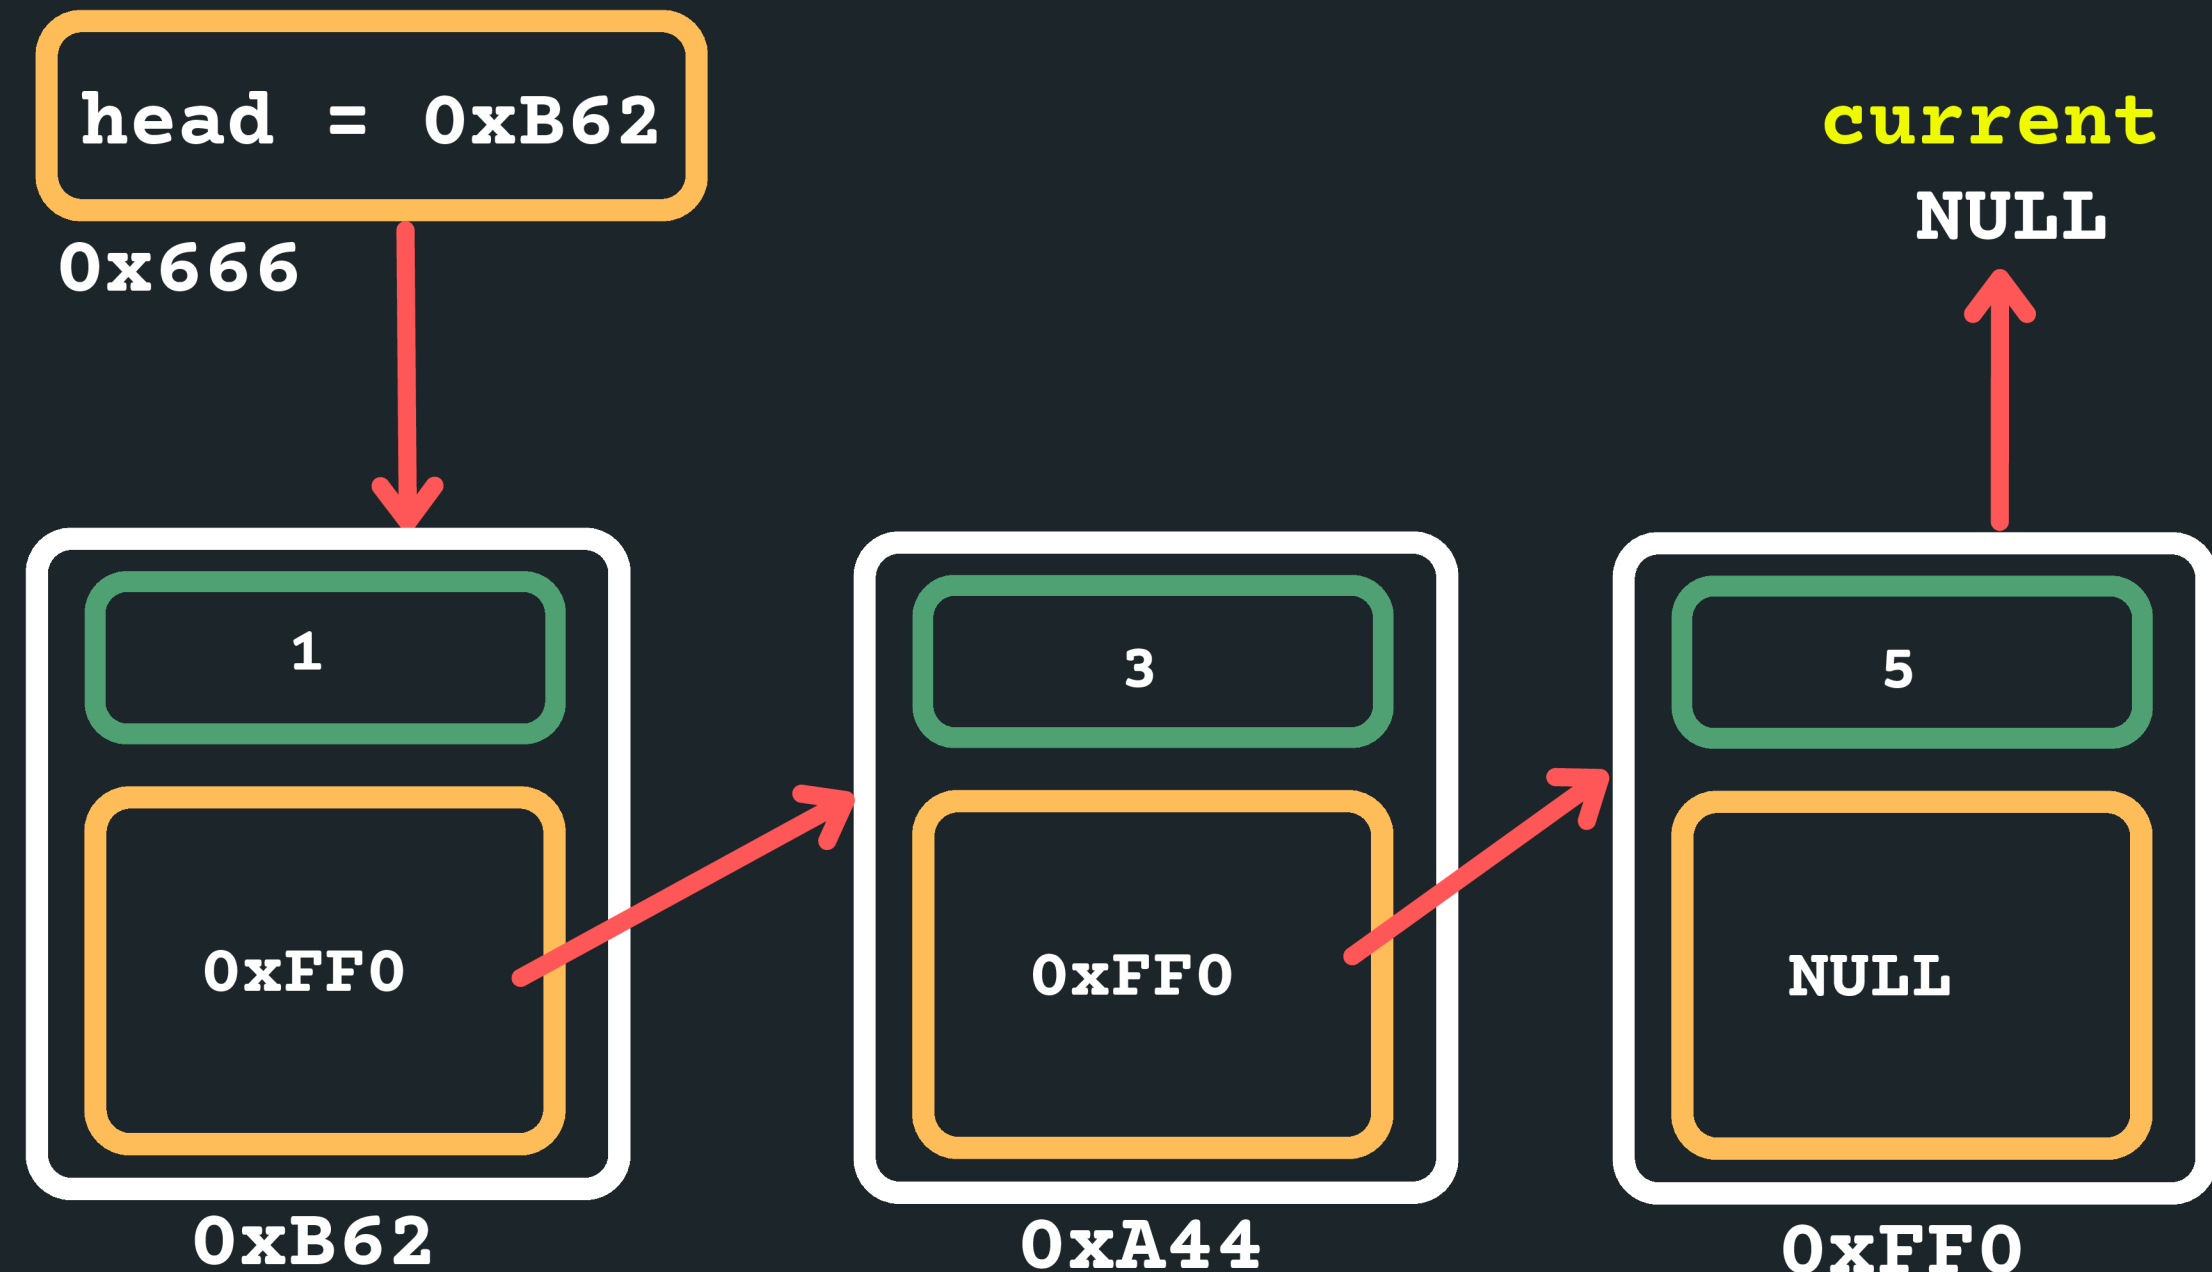 head = 0xB62
0x666
current
NULL
1
0xFF0
0xB62
3
0xFF0
0xA44
5
NULL
0xFF0